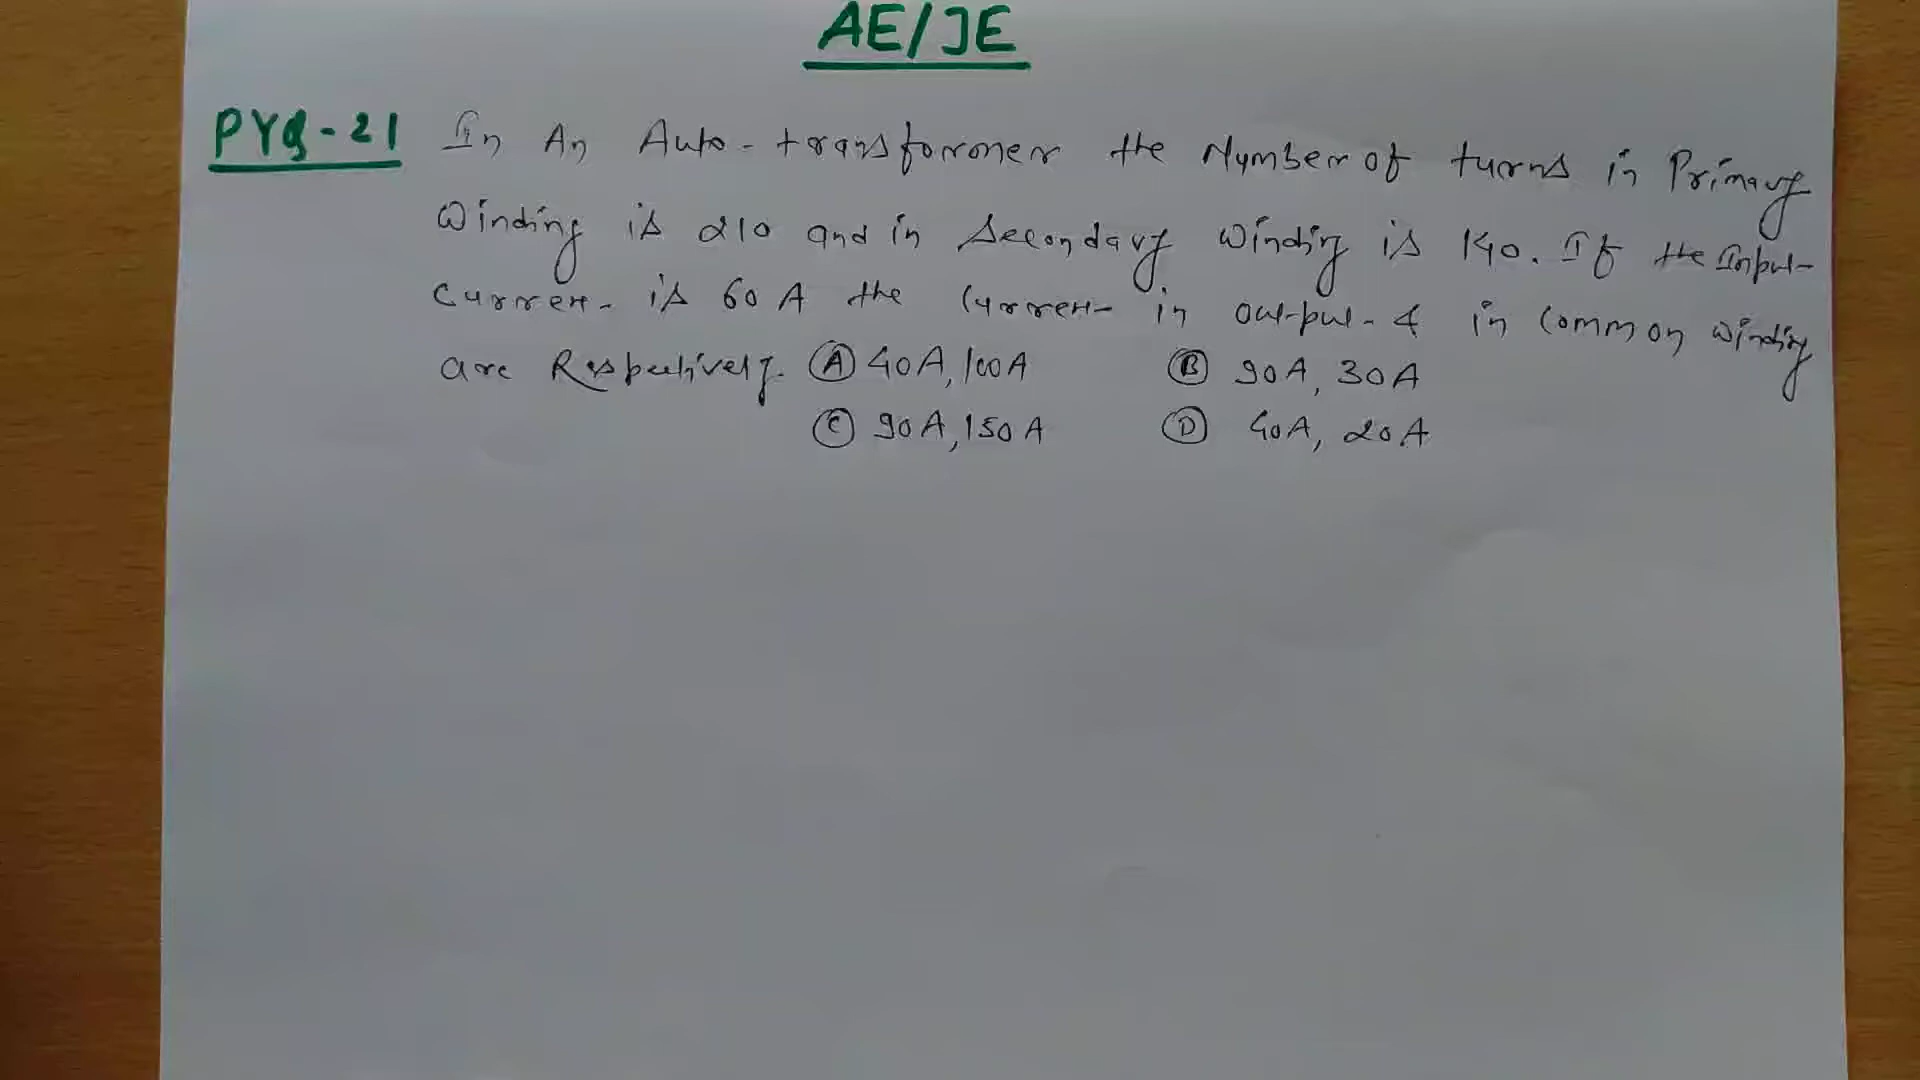 AE/JE
PYQ-21 In An Auto-transformer the Number of turns in Primary
Winding is 210 and in Secondary Winding is 140. If the Input
Current is 60 A the Current in output & in Common Winding
are Respectively. (A) 40A, 100A (B) 90A, 30A
(C) 90A, 150A (D) 40A, 20A